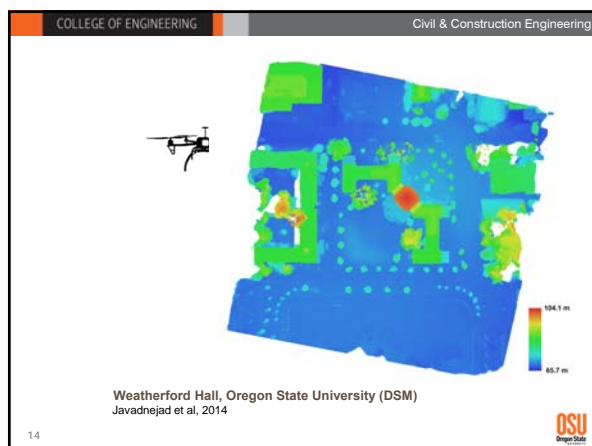 COLLEGE OF ENGINEERING
Civil & Construction Engineering
104.1 m
65.7 m
Weatherford Hall, Oregon State University (DSM)
Javadnejad et al, 2014
14
OSU
Oregon State
UNIVERSITY